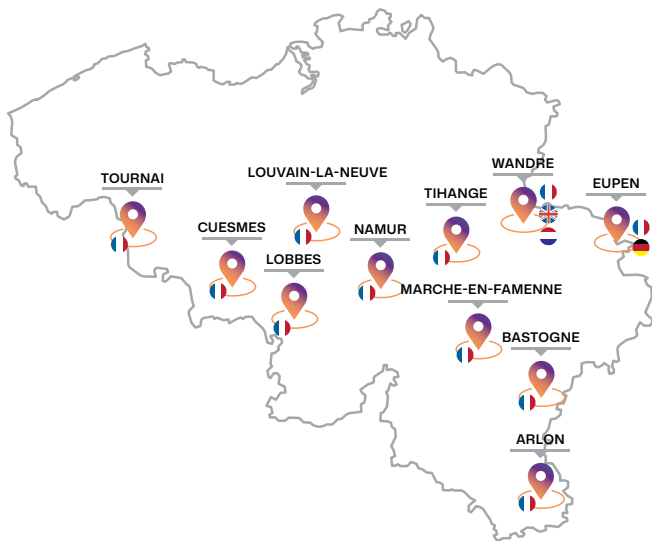 WANDRE
LOUVAIN-LA-NEUVE
TOURNAI
EUPEN
TIHANGE
CUESMES
NAMUR
LOBBES
MARCHE-EN-FAMENNE
BASTOGNE
ARLON